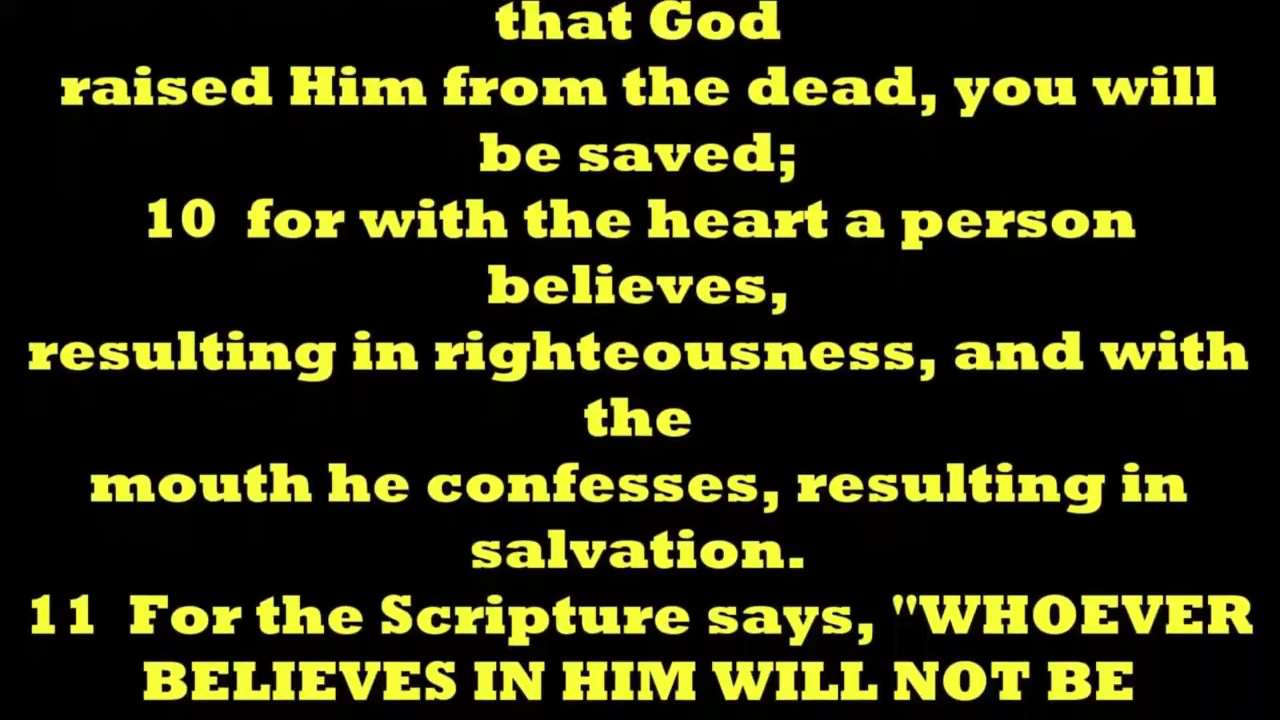 that God
raised Him from the dead, you will
be saved;
10 for with the heart a person
believes,
resulting in righteousness, and with
the
mouth he confesses, resulting in
salvation.
11 For the Scripture says, "WHOEVER
BELIEVES IN HIM WILL NOT BE